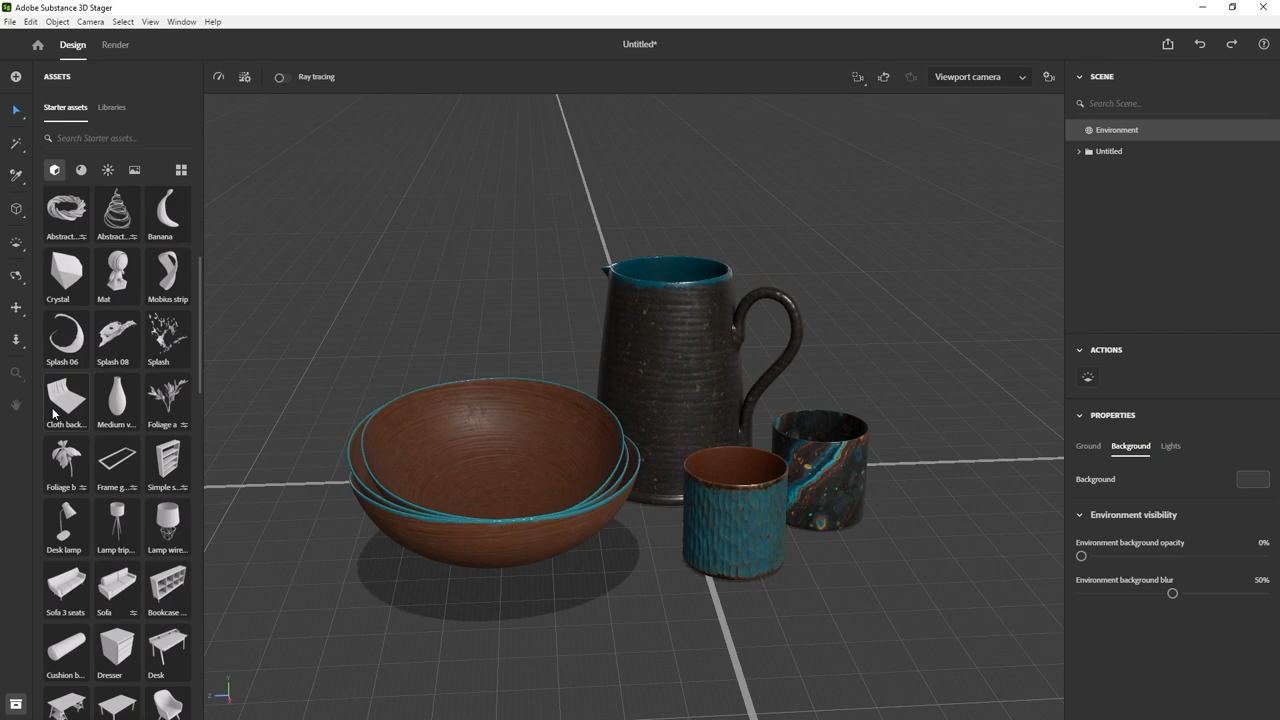 Sg Adobe Substance 3D Stager
File Edit Object Camera Select View Window Help
Design Render Untitled*
ASSETS
Starter assets Libraries
Search Starter assets...
Abstract... Abstract... Banana
Crystal Mat Mobius strip
Splash 06 Splash 08 Splash
Cloth back... Medium v... Foliage a
Foliage b Frame g... Simple s...
Desk lamp Lamp trip... Lamp wire...
Sofa 3 seats Sofa Bookcase ...
Cushion b... Dresser Desk
Ray tracing
Viewport camera
Y
Z
X
SCENE
Search Scene...
Environment
Untitled
ACTIONS
PROPERTIES
Ground Background Lights
Background
Environment visibility
Environment background opacity 0%
Environment background blur 50%